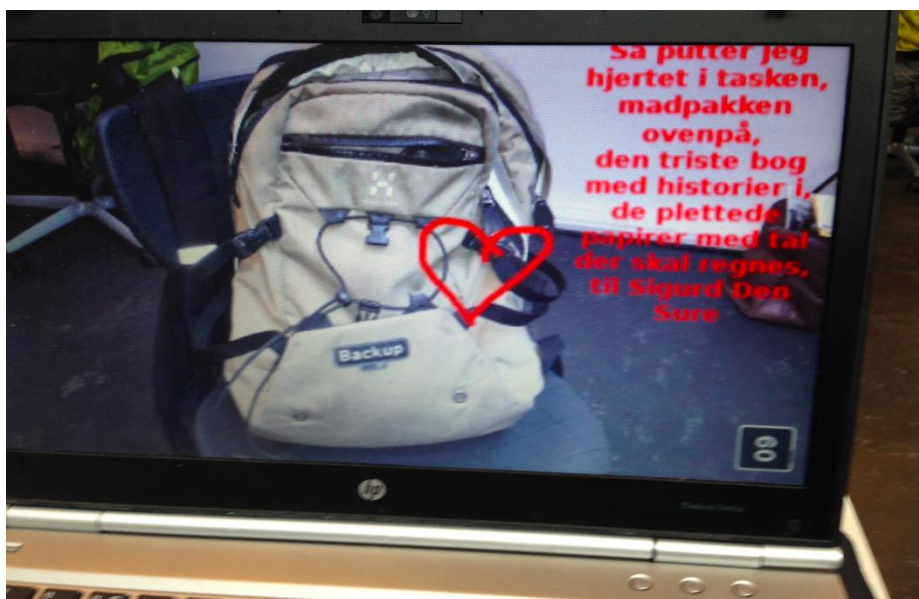 Så putter jeg
hjertet i tasken,
madpakken
ovenpå,
den triste bog
med historier i,
de plettede
papirer med tal
der skal regnes,
til Sigurd Den
Sure
Backup
60
hp